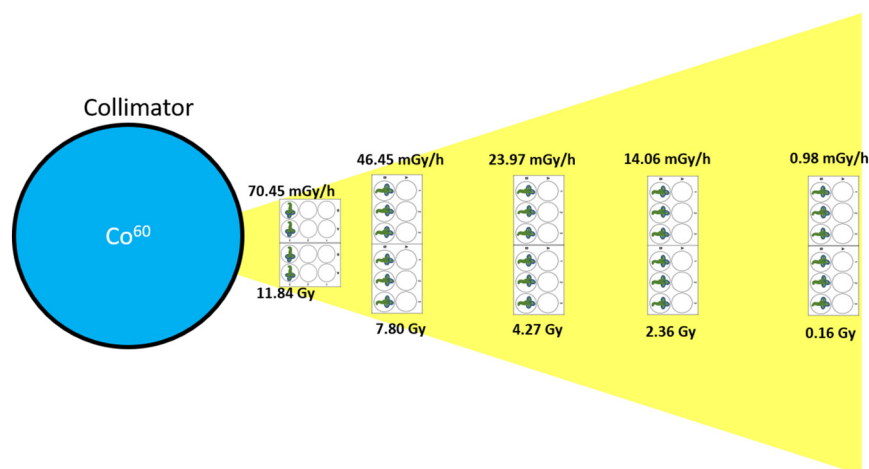 Collimator
Co60
70.45 mGy/h
11.84 Gy
46.45 mGy/h
7.80 Gy
23.97 mGy/h
4.27 Gy
14.06 mGy/h
2.36 Gy
0.98 mGy/h
0.16 Gy